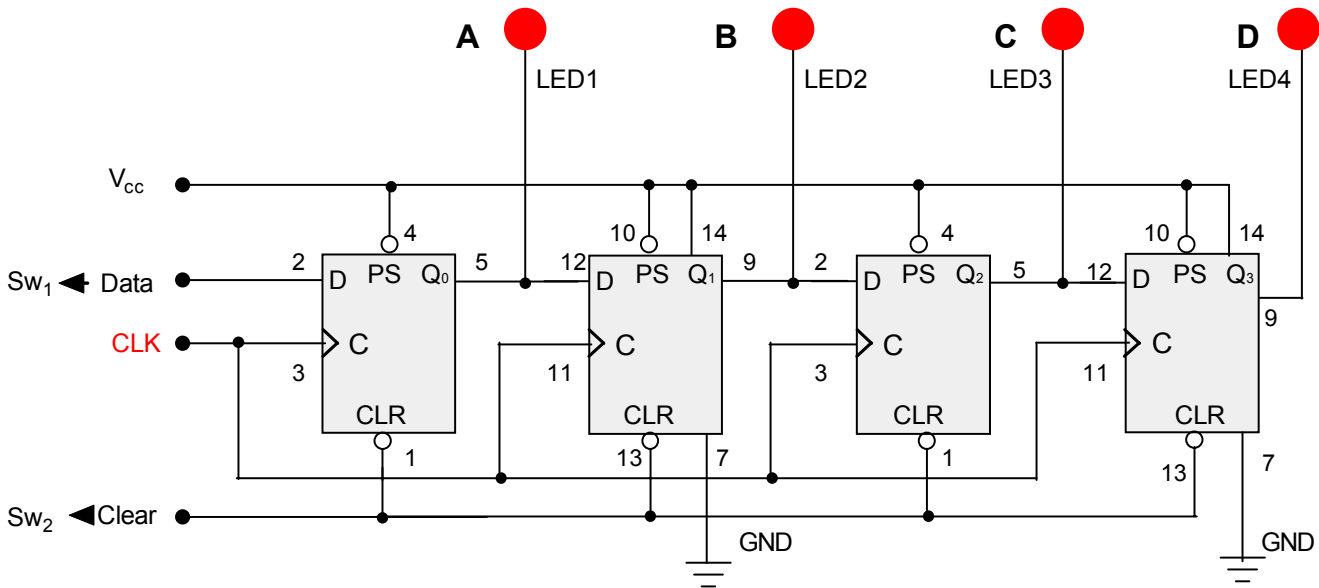 A B C D
LED1 LED2 LED3 LED4
Vcc
4 10 14 4 10 14
Sw1 Data 2 D PS Q0 5 12 D PS Q1 9 2 D PS Q2 5 12 D PS Q3 9
CLK C C C C
3 11 3 11
CLR CLR CLR CLR
1 13 7 1 13 7
Sw2 Clear
GND GND